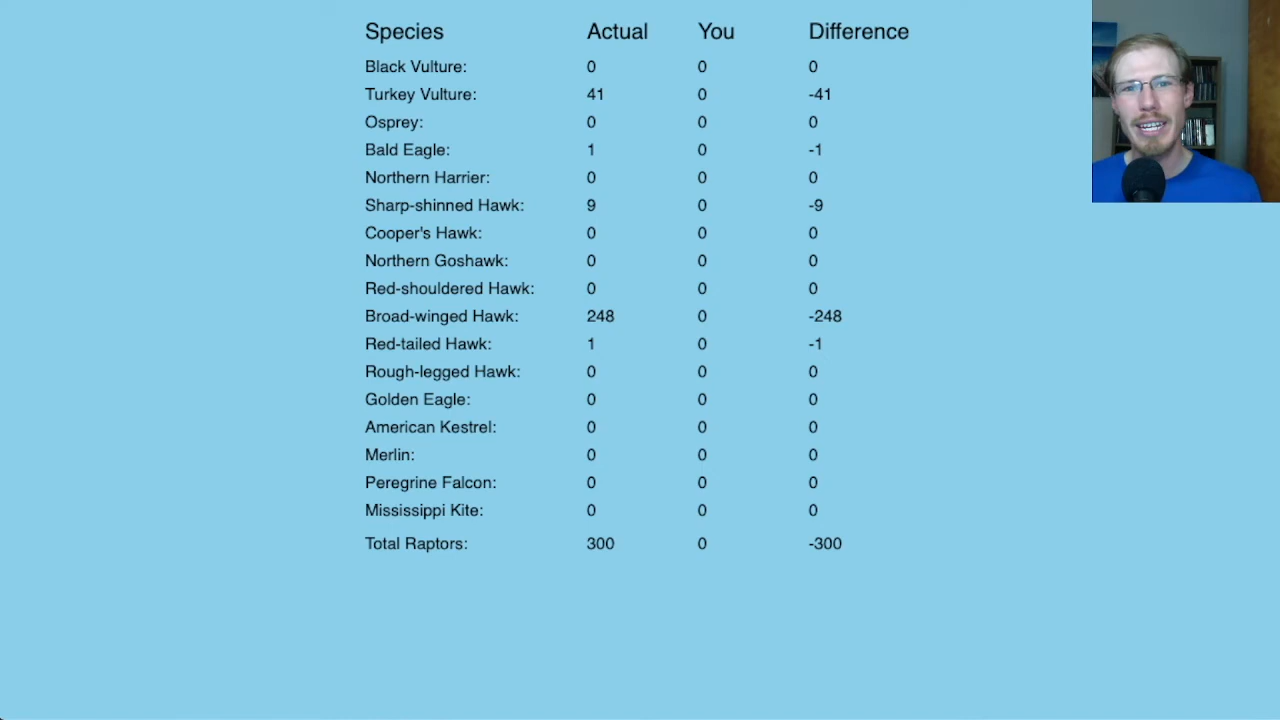 Species Actual You Difference
Black Vulture: 0 0 0
Turkey Vulture: 41 0 -41
Osprey: 0 0 0
Bald Eagle: 1 0 -1
Northern Harrier: 0 0 0
Sharp-shinned Hawk: 9 0 -9
Cooper's Hawk: 0 0 0
Northern Goshawk: 0 0 0
Red-shouldered Hawk: 0 0 0
Broad-winged Hawk: 248 0 -248
Red-tailed Hawk: 1 0 -1
Rough-legged Hawk: 0 0 0
Golden Eagle: 0 0 0
American Kestrel: 0 0 0
Merlin: 0 0 0
Peregrine Falcon: 0 0 0
Mississippi Kite: 0 0 0
Total Raptors: 300 0 -300